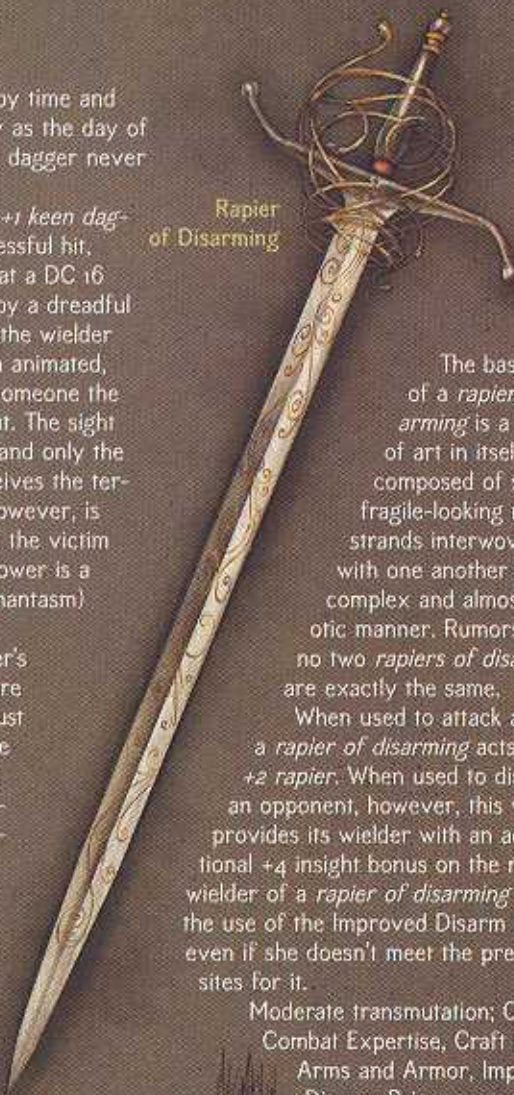 by time and
as the day of
dagger never
+1 keen dag-
essful hit,
at a DC 16
by a dreadful
the wielder
animated,
omeone the
The sight
and only the
eives the ter-
owever, is
the victim
ower is a
hantasm)
er's
re
ust
Rapier
of Disarming
The bas
of a rapier
arming is a
of art in itsel
composed of s
fragile-looking
strands interwov
with one another
complex and almos
otic manner. Rumors
no two rapiers of disa
are exactly the same.
When used to attack a
a rapier of disarming acts
+2 rapier. When used to dis
an opponent, however, this
provides its wielder with an ad
tional +4 insight bonus on the
wielder of a rapier of disarming
the use of the Improved Disarm
even if she doesn't meet the pre
sites for it.
Moderate transmutation; C
Combat Expertise, Craft
Arms and Armor, Imp